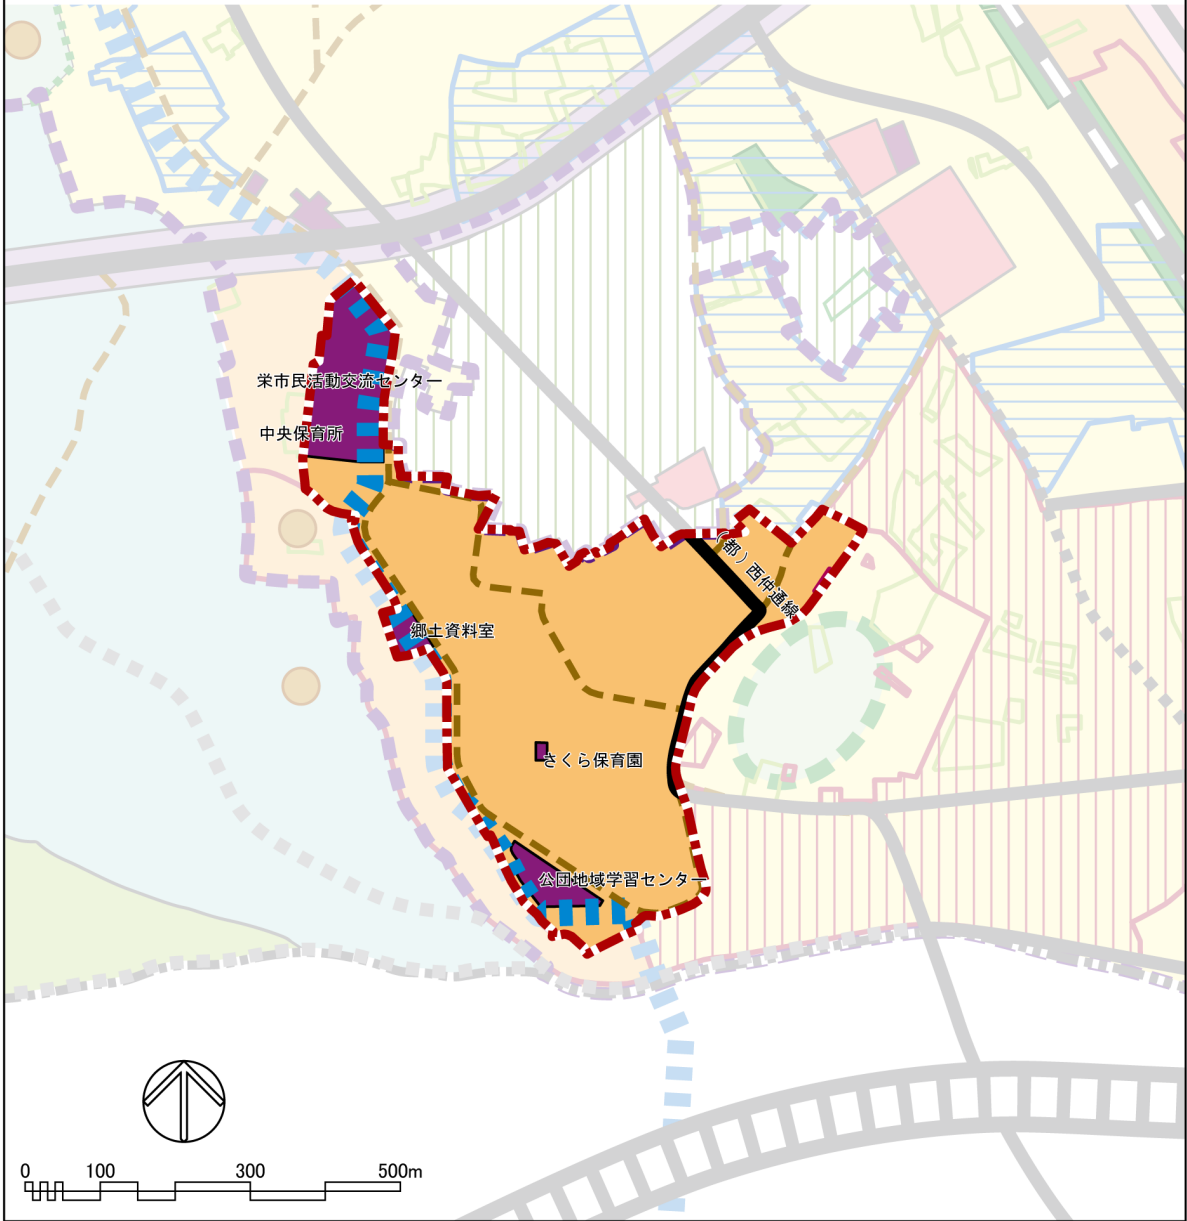 栄市民活動交流センター
中央保育所
（都）西仲通線
郷土資料室
さくら保育園
公団地域学習センター
0 100 300 500m